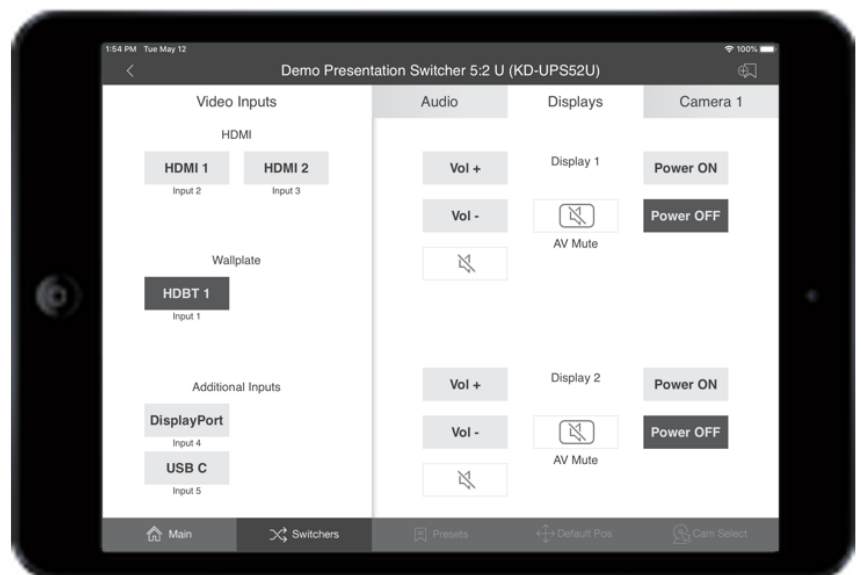 1:54 PM Tue May 12
100%
Demo Presentation Switcher 5:2 U (KD-UPS52U)
Video Inputs
Audio
Displays
Camera 1
HDMI
HDMI 1
HDMI 2
Input 2
Input 3
Wallplate
HDBT 1
Input 1
Additional Inputs
DisplayPort
Input 4
USB C
Input 5
Display 1
Vol +
Power ON
Vol -
Power OFF
AV Mute
Display 2
Vol +
Power ON
Vol -
Power OFF
AV Mute
Main
Switchers
Presets
Default Pos
Cam Select